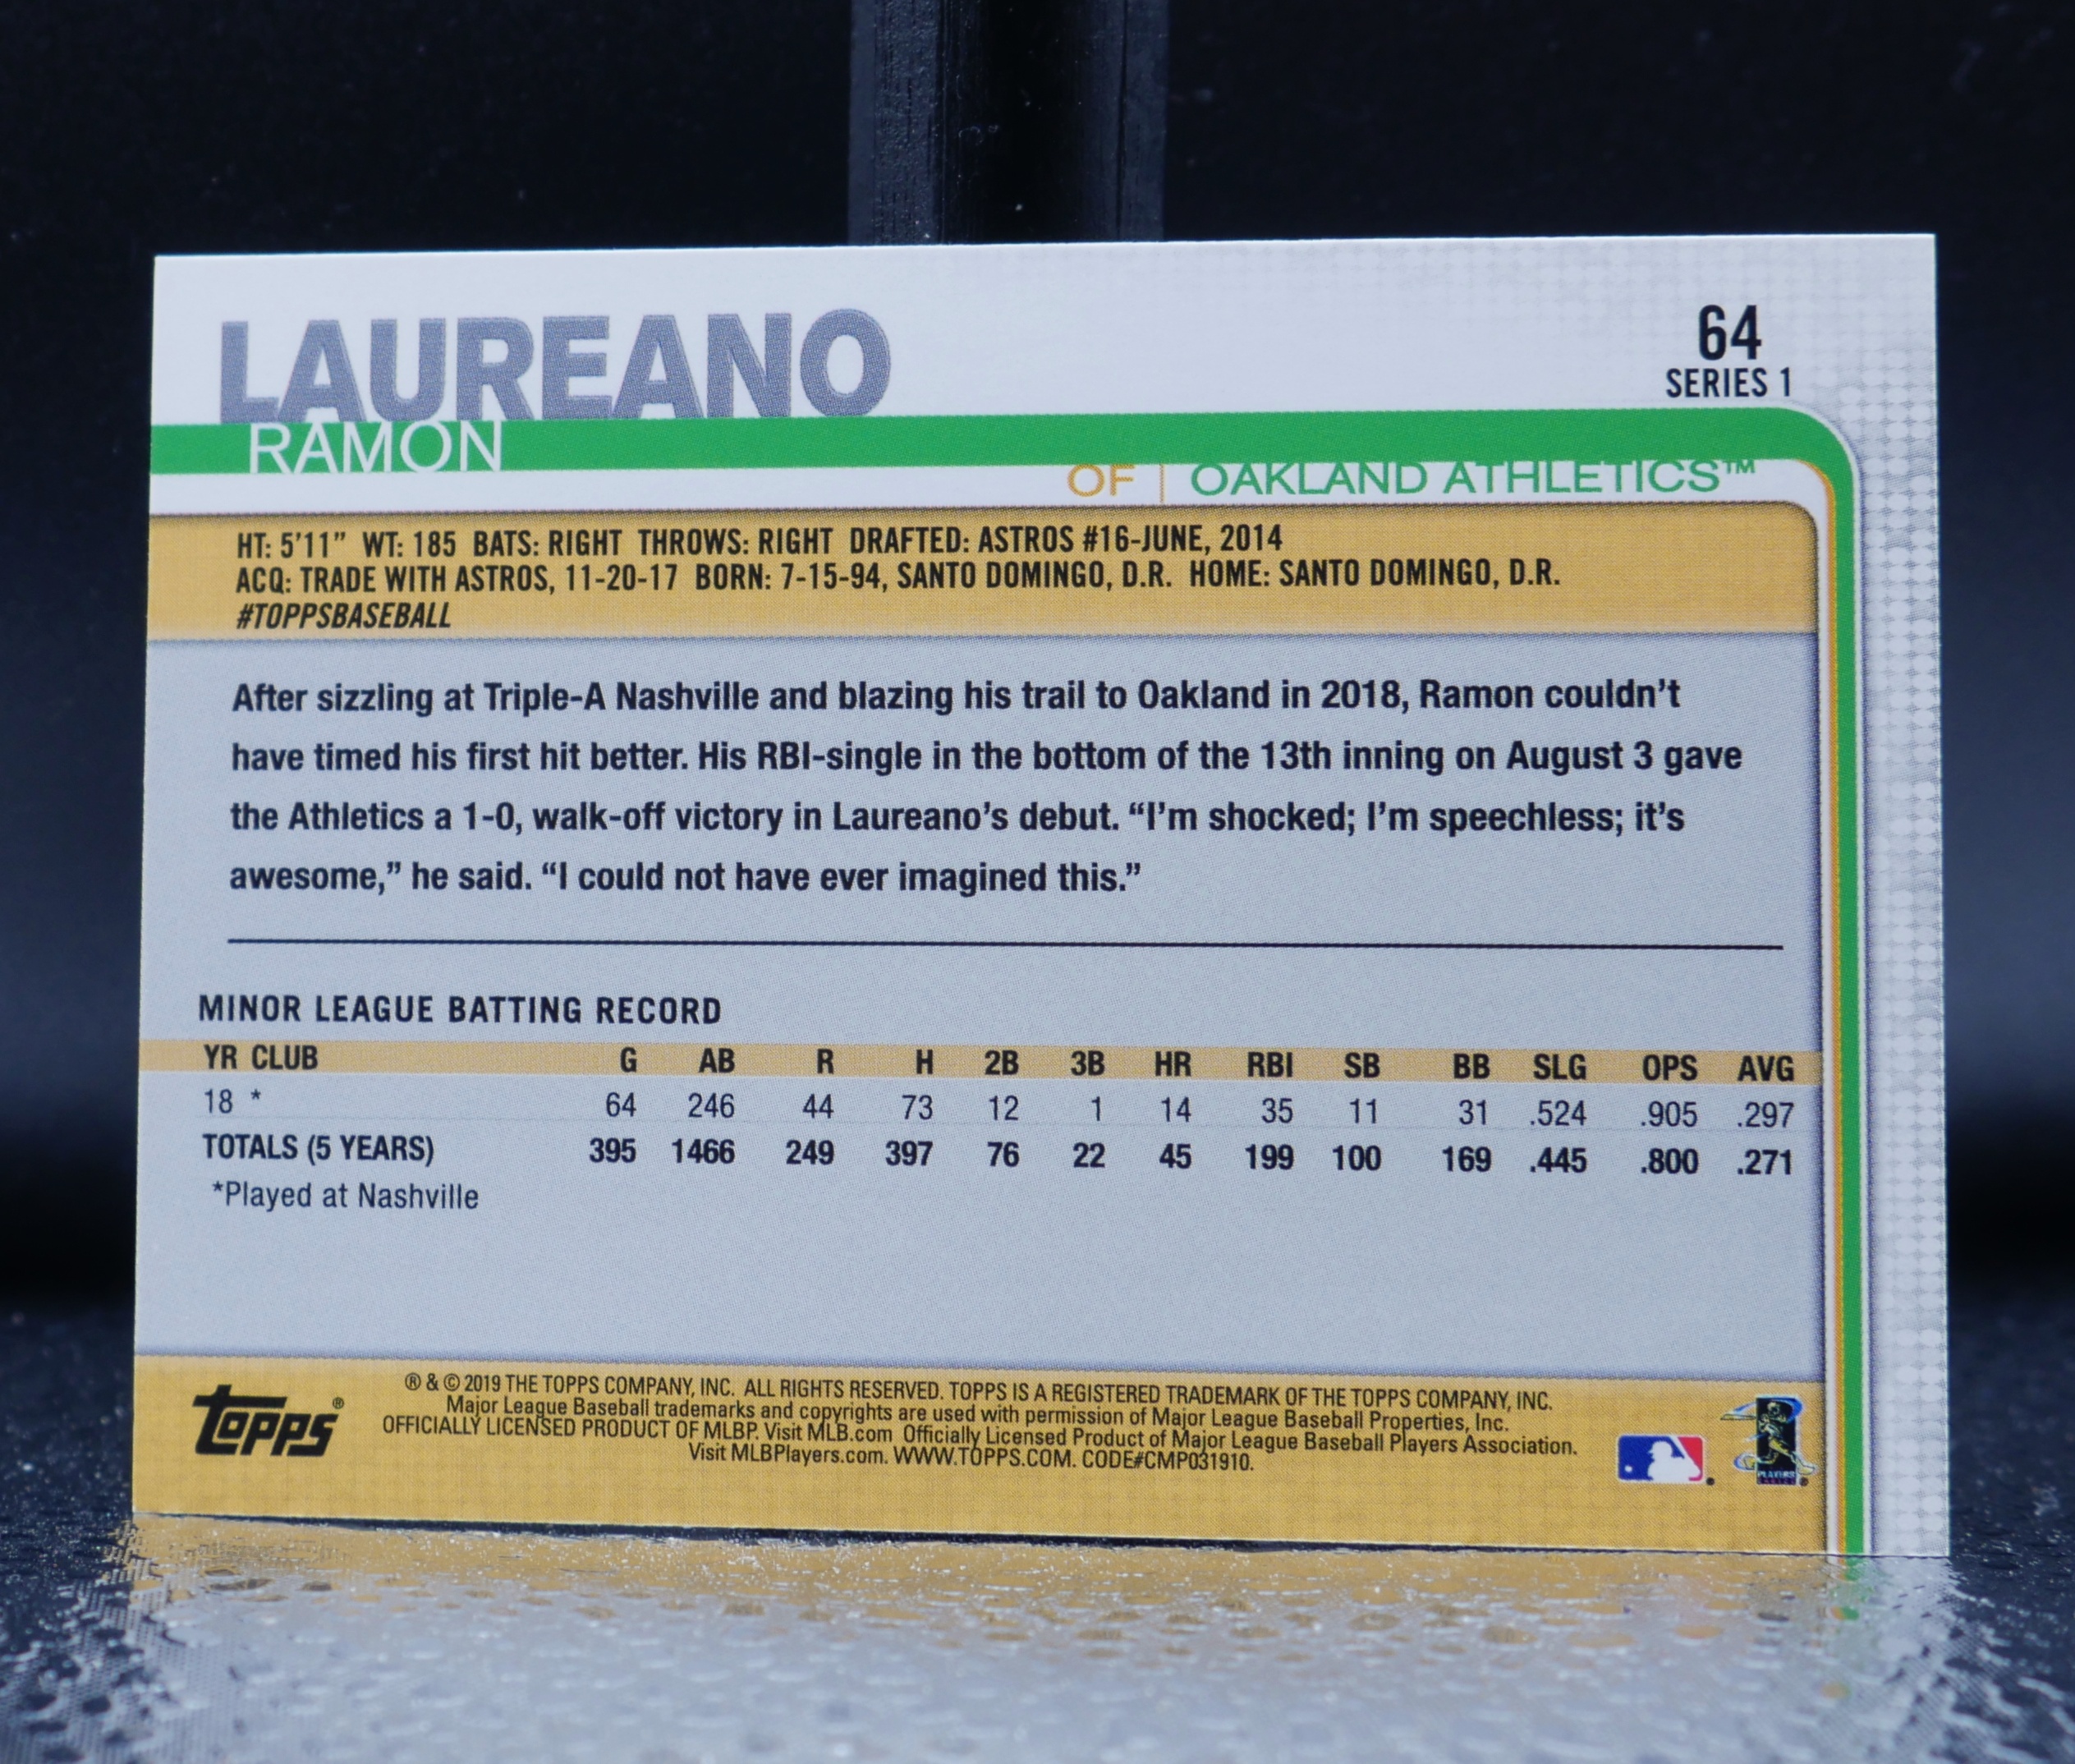 LAUREANO
64
SERIES 1
RAMON
OF | OAKLAND ATHLETICS™
HT: 5'11” WT: 185 BATS: RIGHT THROWS: RIGHT DRAFTED: ASTROS #16-JUNE, 2014
ACQ: TRADE WITH ASTROS, 11-20-17 BORN: 7-15-94, SANTO DOMINGO, D.R. HOME: SANTO DOMINGO, D.R.
#TOPPSBASEBALL
After sizzling at Triple-A Nashville and blazing his trail to Oakland in 2018, Ramon couldn’t
have timed his first hit better. His RBI-single in the bottom of the 13th inning on August 3 gave
the Athletics a 1-0, walk-off victory in Laureano’s debut. “I’m shocked; I’m speechless; it’s
awesome,” he said. “I could not have ever imagined this.”
MINOR LEAGUE BATTING RECORD
YR CLUB G AB R H 2B 3B HR RBI SB BB SLG OPS AVG
18 * 64 246 44 73 12 1 14 35 11 31 .524 .905 .297
TOTALS (5 YEARS) 395 1466 249 397 76 22 45 199 100 169 .445 .800 .271
*Played at Nashville
topps®
® & © 2019 THE TOPPS COMPANY, INC. ALL RIGHTS RESERVED. TOPPS IS A REGISTERED TRADEMARK OF THE TOPPS COMPANY, INC.
Major League Baseball trademarks and copyrights are used with permission of Major League Baseball Properties, Inc.
OFFICIALLY LICENSED PRODUCT OF MLBP. Visit MLB.com Officially Licensed Product of Major League Baseball Players Association.
Visit MLBPlayers.com. WWW.TOPPS.COM. CODE#CMP031910.
PLAYERS